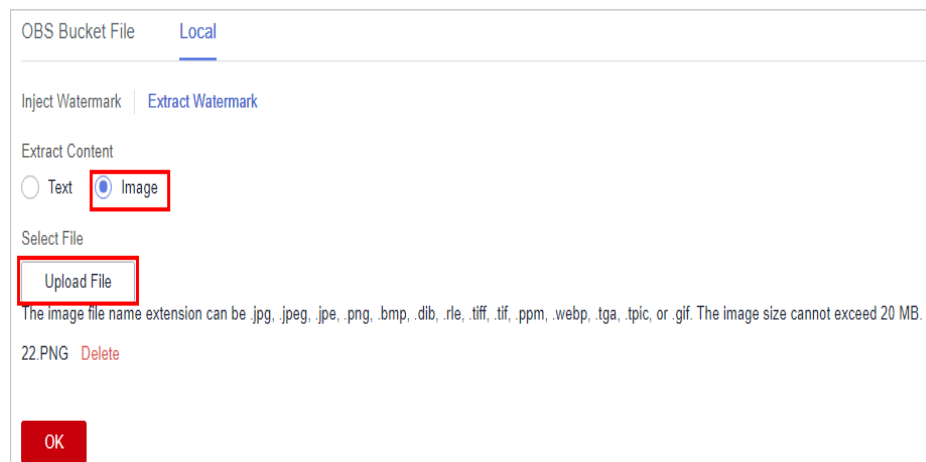 OBS Bucket File Local
Inject Watermark Extract Watermark
Extract Content
Text Image
Select File
Upload File
The image file name extension can be .jpg, .jpeg, .jpe, .png, .bmp, .dib, .rle, .tiff, .tif, .ppm, .webp, .tga, .tpic, or .gif. The image size cannot exceed 20 MB.
22.PNG Delete
OK